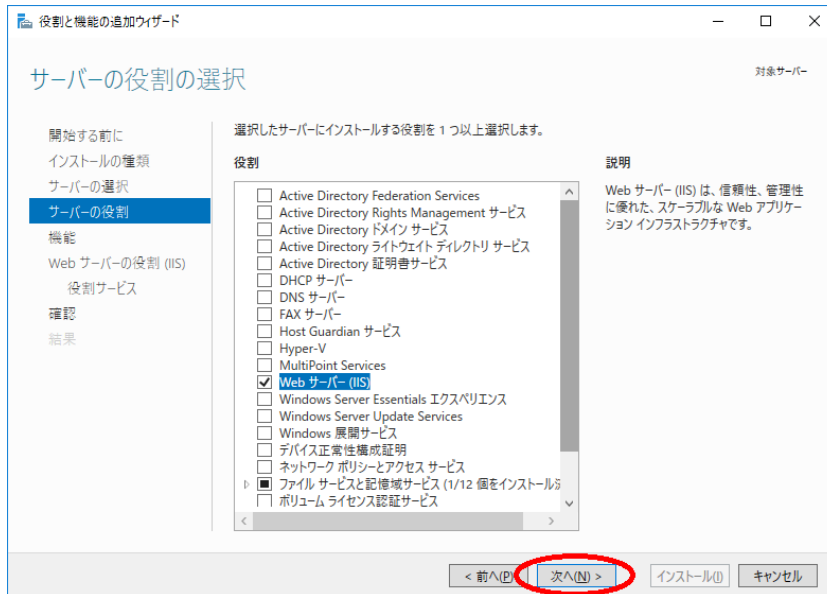 役割と機能の追加ウィザード
サーバーの役割の選択
対象サーバー
開始する前に
インストールの種類
サーバーの選択
サーバーの役割
機能
Web サーバーの役割 (IIS)
役割サービス
確認
結果
選択したサーバーにインストールする役割を 1 つ以上選択します。
役割
Active Directory Federation Services
Active Directory Rights Management サービス
Active Directory ドメイン サービス
Active Directory ライトウェイト ディレクトリ サービス
Active Directory 証明書サービス
DHCP サーバー
DNS サーバー
FAX サーバー
Host Guardian サービス
Hyper-V
MultiPoint Services
Web サーバー (IIS)
Windows Server Essentials エクスペリエンス
Windows Server Update Services
Windows 展開サービス
デバイス正常性構成証明
ネットワーク ポリシーとアクセス サービス
ファイル サービスと記憶域サービス (1/12 個をインストール済
ボリューム ライセンス認証サービス
説明
Web サーバー (IIS) は、信頼性、管理性
に優れた、スケーラブルな Web アプリケー
ション インフラストラクチャです。
< 前へ(P)
次へ(N) >
インストール(I)
キャンセル